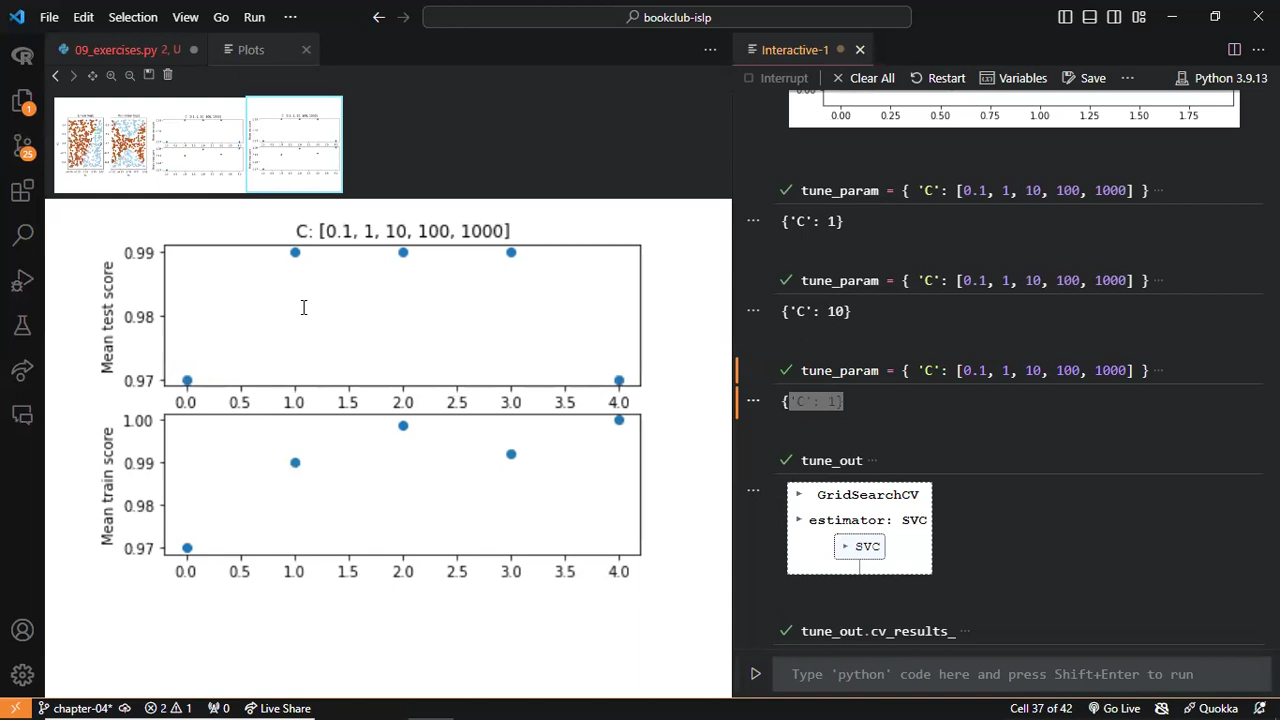 File Edit Selection View Go Run ··· bookclub-islp
09_exercises.py 2, U Plots
C: [0.1, 1, 10, 100, 1000]
Mean test score
0.99
0.98
0.97
0.0 0.5 1.0 1.5 2.0 2.5 3.0 3.5 4.0
Mean train score
1.00
0.99
0.98
0.97
0.0 0.5 1.0 1.5 2.0 2.5 3.0 3.5 4.0
1
25
Interactive-1
Interrupt Clear All Restart Variables Save ··· Python 3.9.13
0.00
0.00 0.25 0.50 0.75 1.00 1.25 1.50 1.75
tune_param = { 'C': [0.1, 1, 10, 100, 1000] } ···
{'C': 1}
tune_param = { 'C': [0.1, 1, 10, 100, 1000] } ···
{'C': 10}
tune_param = { 'C': [0.1, 1, 10, 100, 1000] } ···
{'C': 1}
tune_out ···
GridSearchCV
estimator: SVC
SVC
tune_out.cv_results_ ···
Type 'python' code here and press Shift+Enter to run
chapter-04* 2 1 0 Live Share Cell 37 of 42 Go Live Quokka